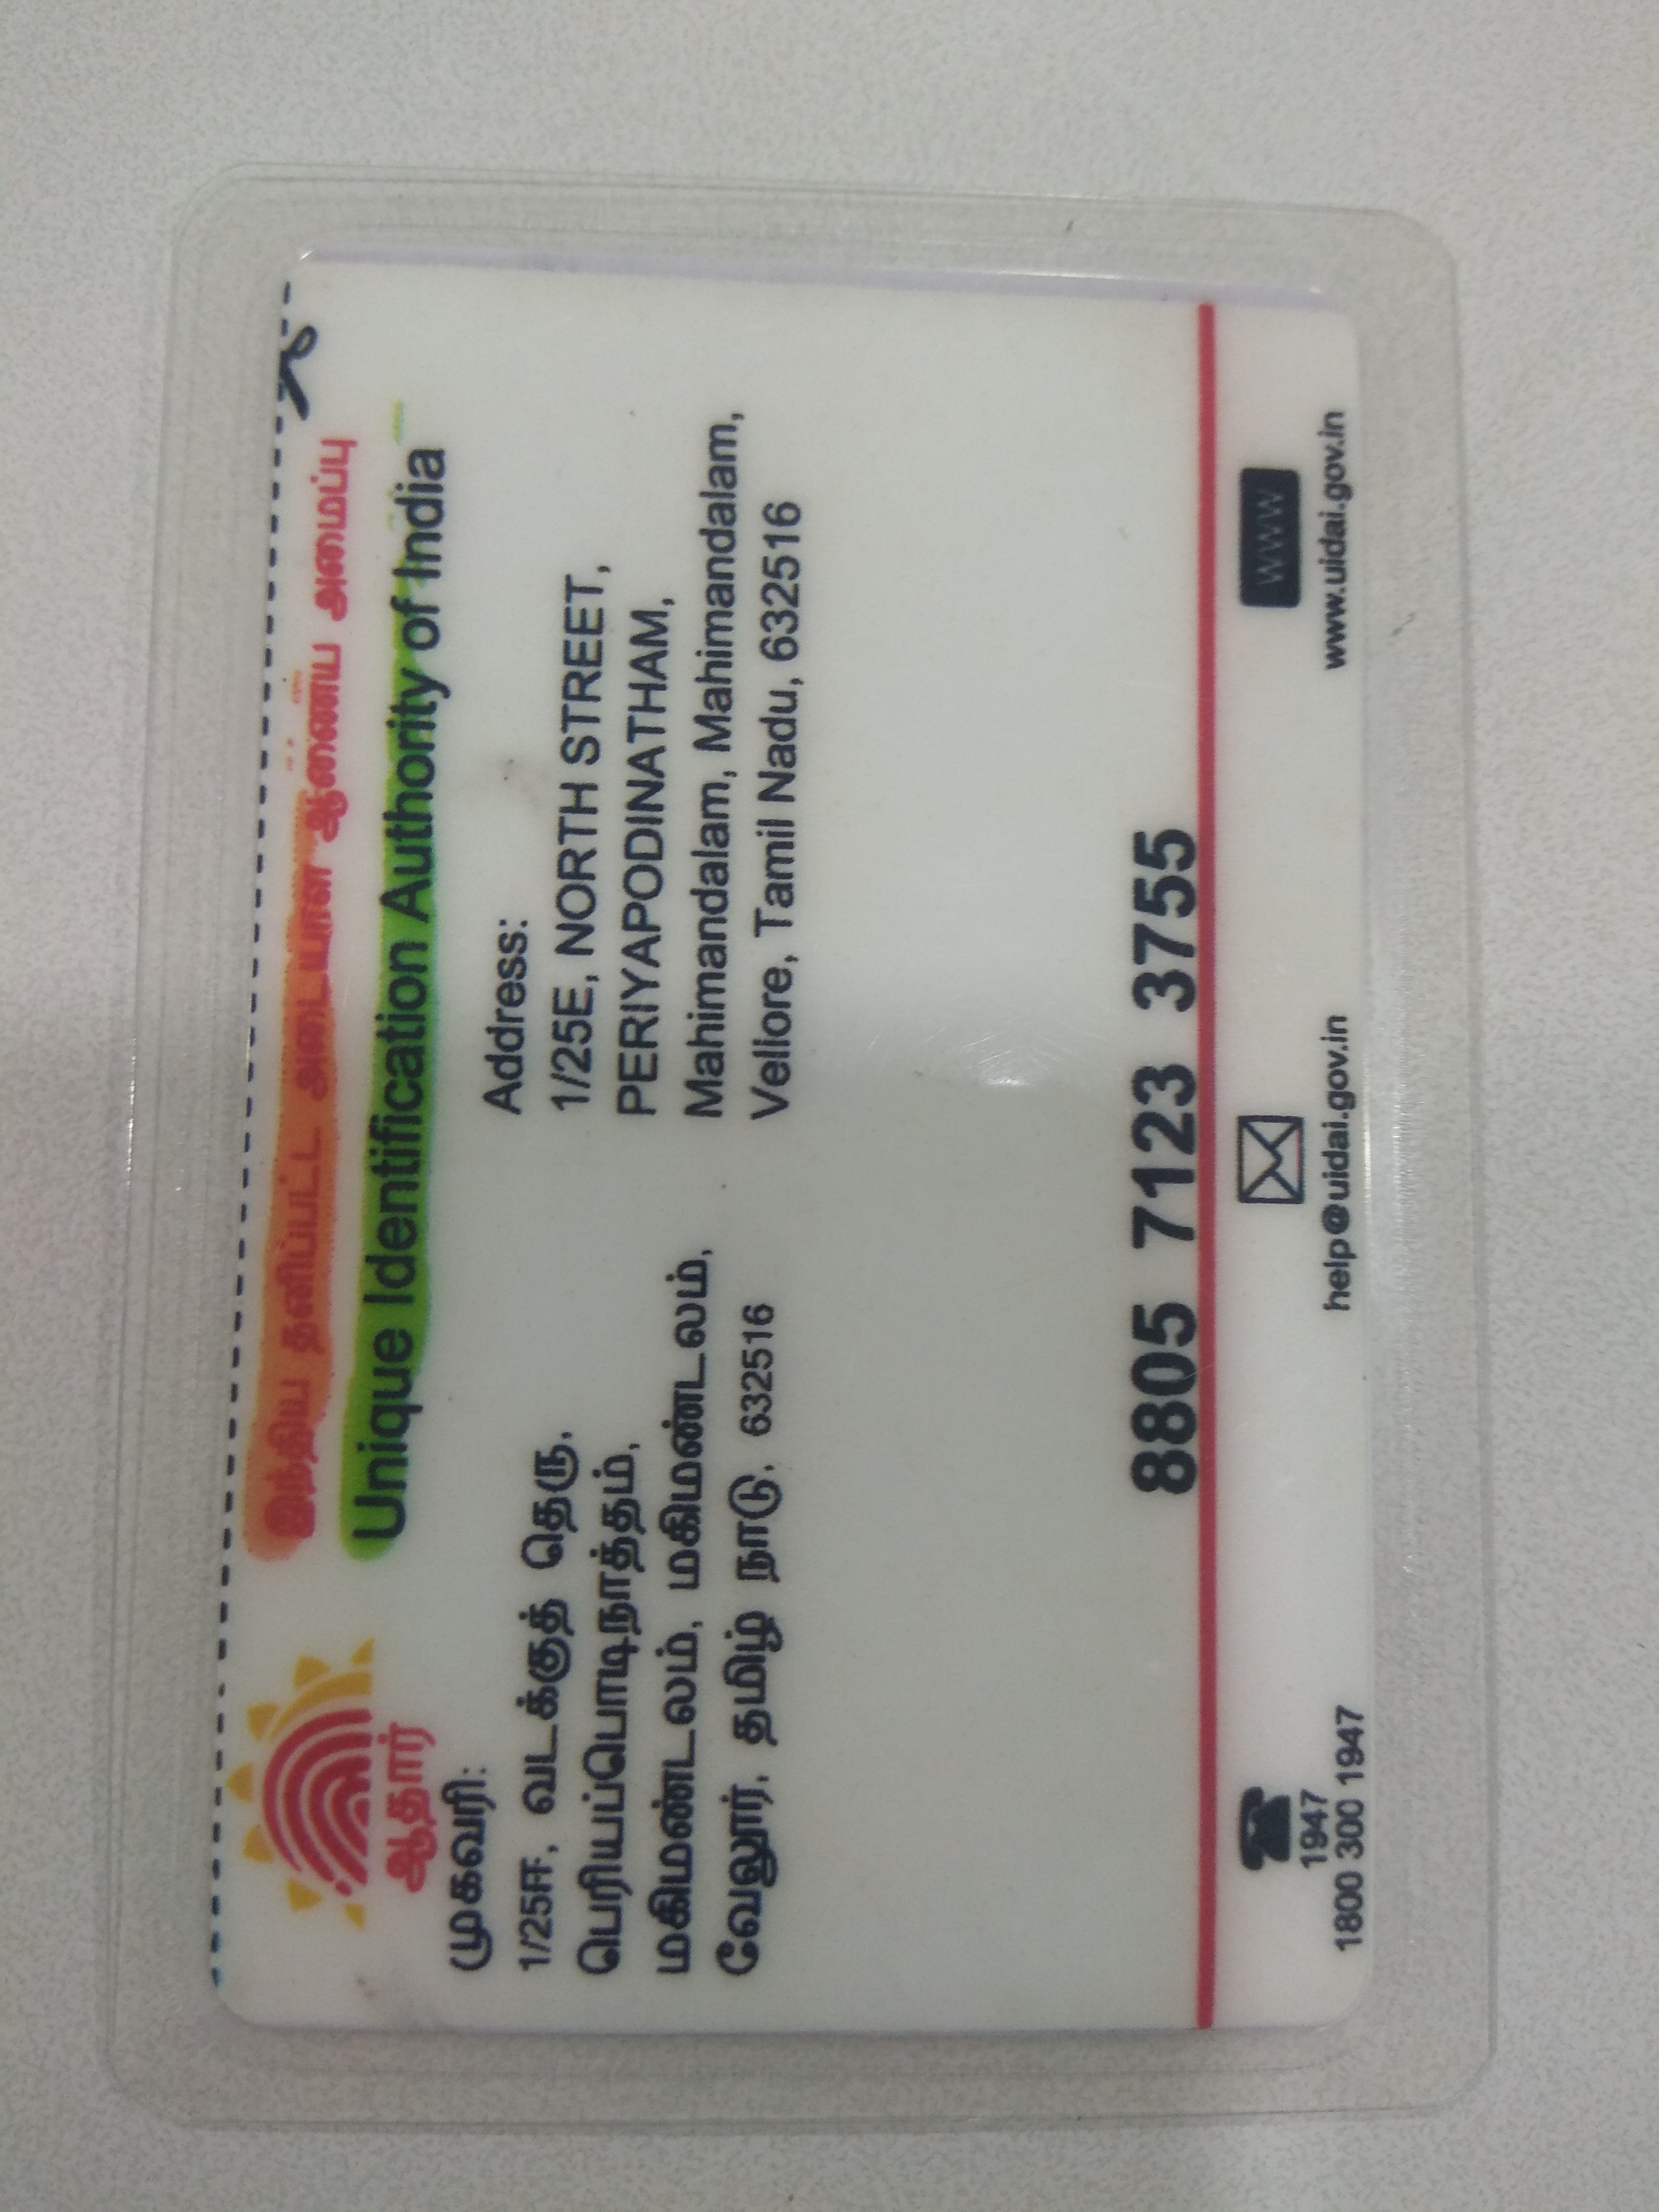 இந்திய தனிப்பட்ட அடையாள ஆணைய அமைப்பு
Unique Identification Authority of India
ஆதார்
முகவரி:
1/25ஈ, வடக்குத் தெரு,
பெரியப்பொடிநாத்தம்,
மகிமண்டலம், மகிமண்டலம்,
வேலூர், தமிழ் நாடு, 632516
Address:
1/25E, NORTH STREET,
PERIYAPODINATHAM,
Mahimandalam, Mahimandalam,
Vellore, Tamil Nadu, 632516
8805 7123 3755
1947
1800 300 1947
help@uidai.gov.in
WWW
www.uidai.gov.in